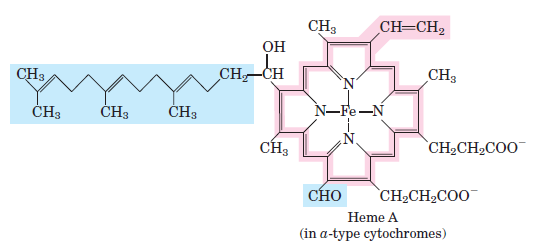 CH3 CH=CH2
OH
CH3 CH2–CH CH3
N
CH3 CH3 CH3 N–Fe–N
N
CH3 CH2CH2COO−
CHO CH2CH2COO−
Heme A
(in a-type cytochromes)